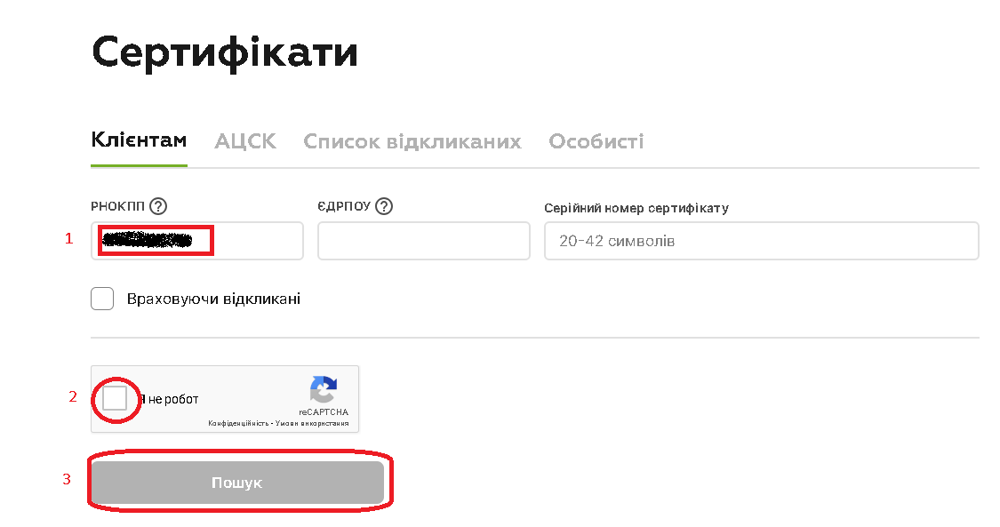 Сертифікати
Клієнтам АЦСК Список відкликаних Особисті
РНОКПП ? ЄДРПОУ ? Серійний номер сертифікату
1 20-42 символів
Враховуючи відкликані
2 Я не робот
reCAPTCHA
Конфіденційність - Умови використання
3 Пошук